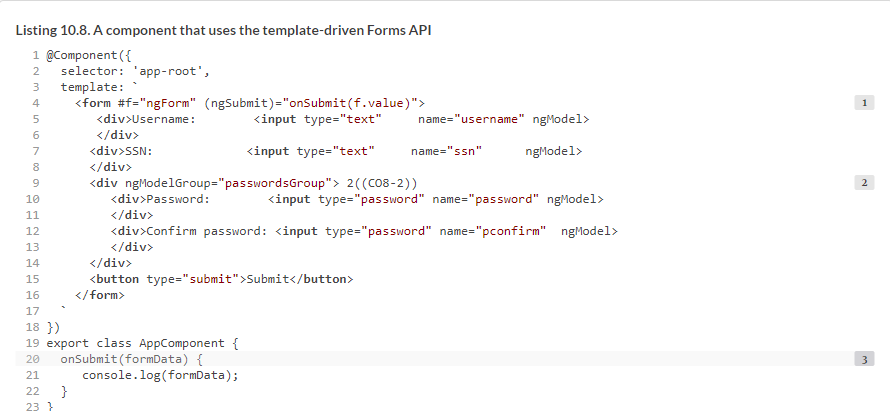 Listing 10.8. A component that uses the template-driven Forms API
1 @Component({
2   selector: 'app-root',
3   template: `
4     <form #f="ngForm" (ngSubmit)="onSubmit(f.value)"> 1
5        <div>Username:        <input type="text"     name="username" ngModel>
6        </div>
7       <div>SSN:             <input type="text"     name="ssn"      ngModel>
8       </div>
9       <div ngModelGroup="passwordsGroup"> 2((CO8-2)) 2
10          <div>Password:        <input type="password" name="password" ngModel>
11          </div>
12          <div>Confirm password: <input type="password" name="pconfirm"  ngModel>
13          </div>
14       </div>
15       <button type="submit">Submit</button>
16     </form>
17   `
18 })
19 export class AppComponent {
20   onSubmit(formData) { 3
21      console.log(formData);
22   }
23 }